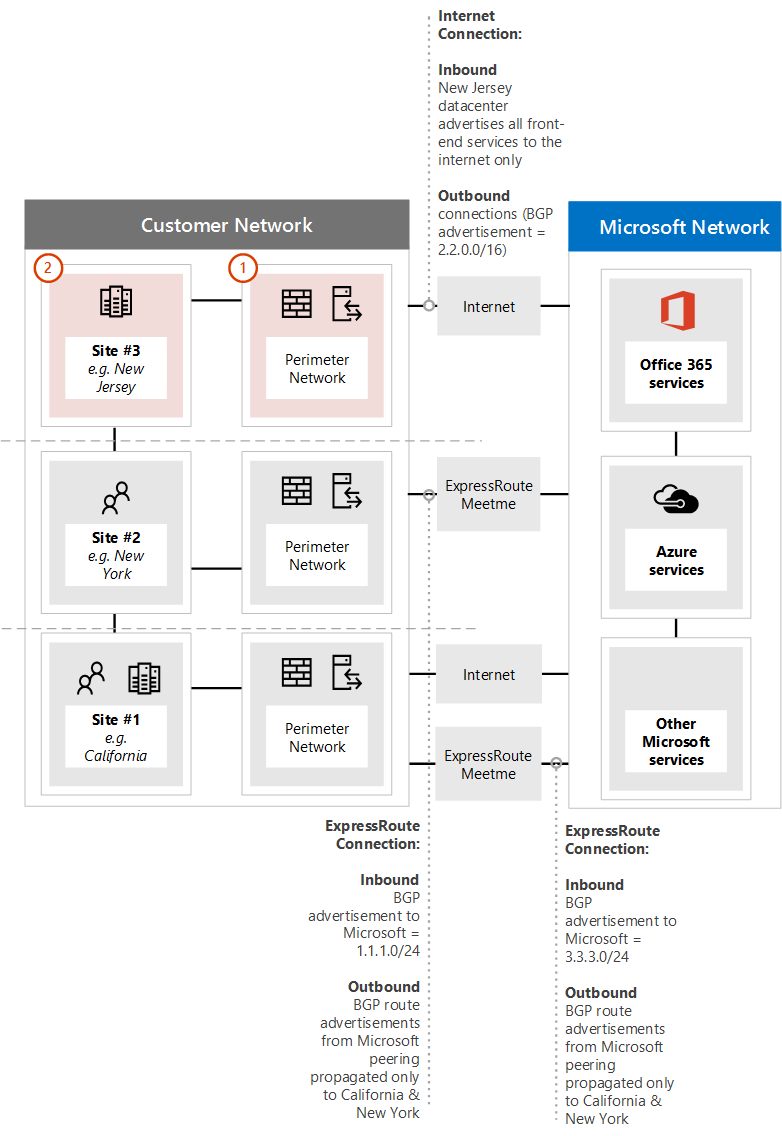 Internet
Connection:
Inbound
New Jersey
datacenter
advertises all front-
end services to the
internet only
Outbound
connections (BGP
advertisement =
2.2.0.0/16)
Customer Network
Microsoft Network
2
1
Site #3
e.g. New
Jersey
Perimeter
Network
Internet
Office 365
services
Site #2
e.g. New
York
Perimeter
Network
ExpressRoute
Meetme
Azure
services
Site #1
e.g.
California
Perimeter
Network
Internet
ExpressRoute
Meetme
Other
Microsoft
services
ExpressRoute
Connection:
Inbound
BGP
advertisement to
Microsoft =
1.1.1.0/24
Outbound
BGP route
advertisements
from Microsoft
peering
propagated only
to California &
New York
ExpressRoute
Connection:
Inbound
BGP
advertisement to
Microsoft =
3.3.3.0/24
Outbound
BGP route
advertisements
from Microsoft
peering
propagated only
to California &
New York